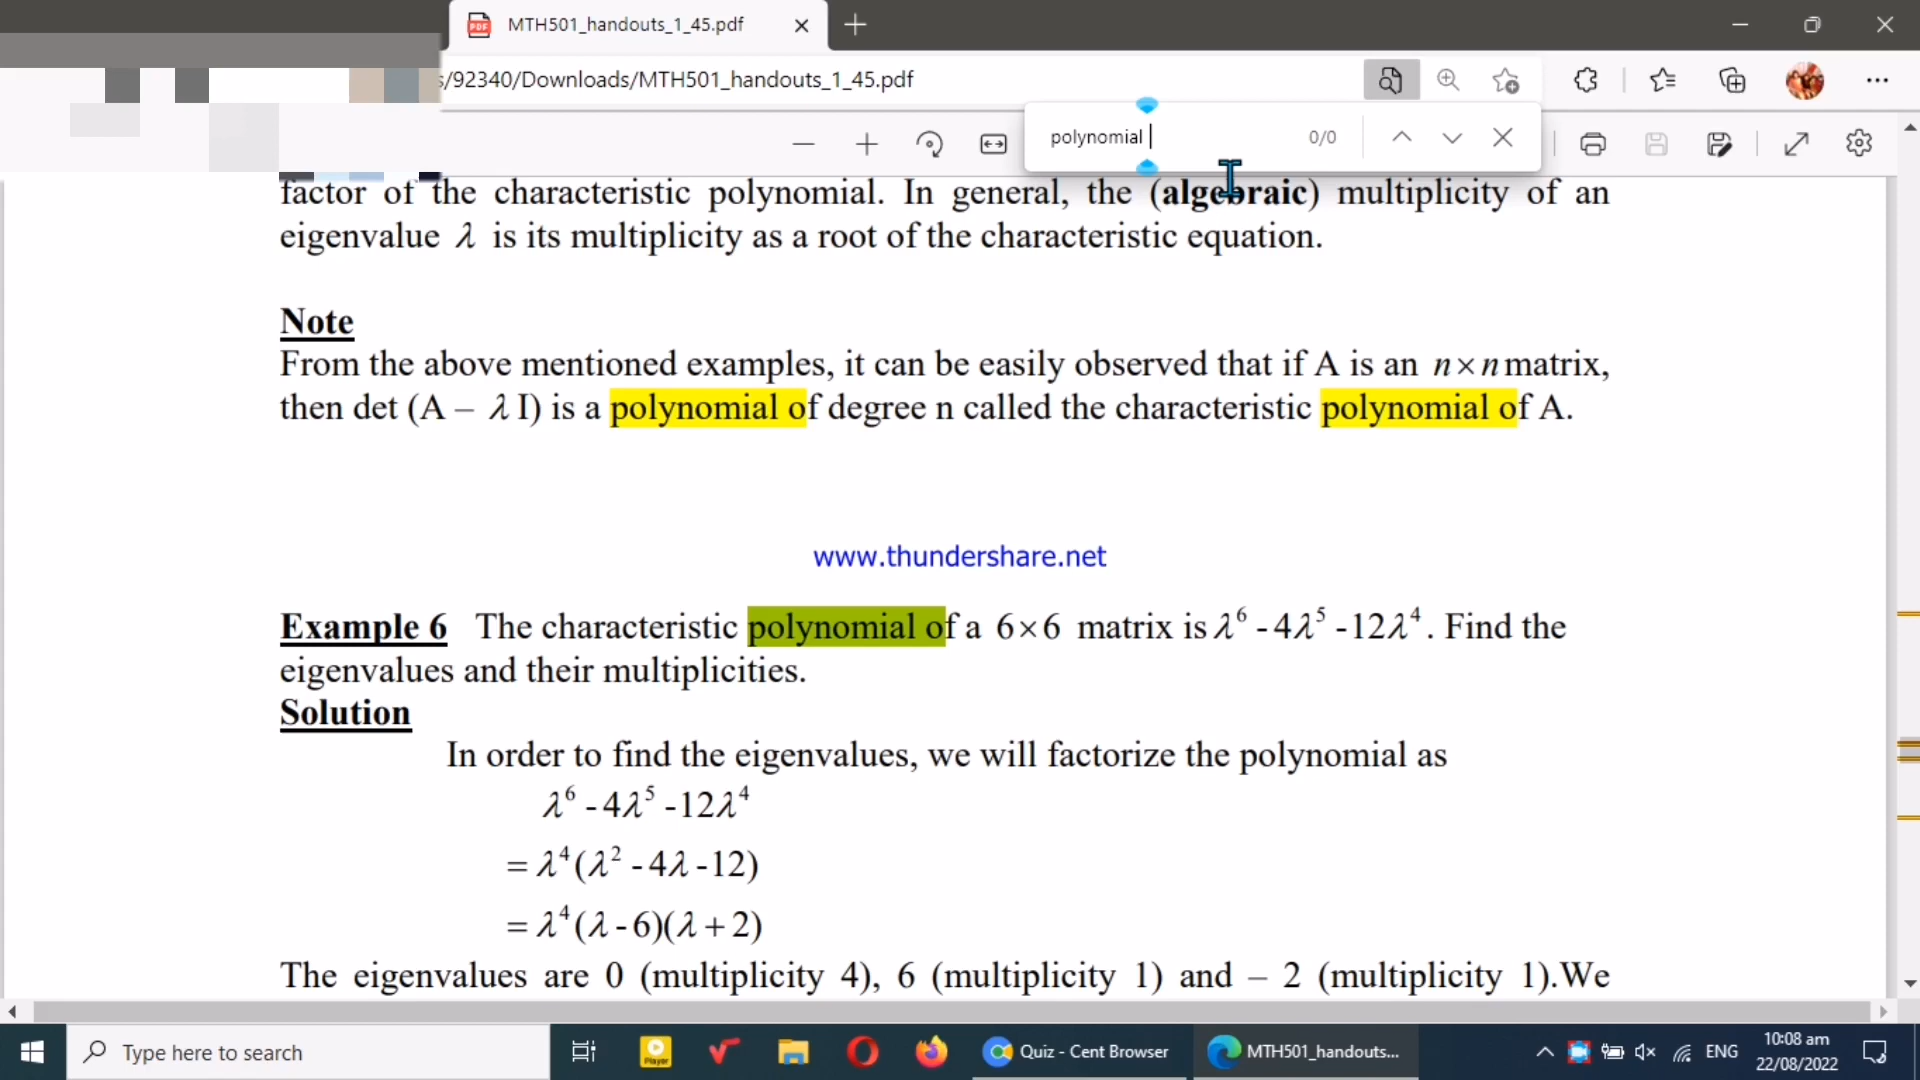 MTH501_handouts_1_45.pdf
s/92340/Downloads/MTH501_handouts_1_45.pdf
polynomial 0/0
factor of the characteristic polynomial. In general, the (algebraic) multiplicity of an
eigenvalue λ is its multiplicity as a root of the characteristic equation.
Note
From the above mentioned examples, it can be easily observed that if A is an n×n matrix,
then det (A – λ I) is a polynomial of degree n called the characteristic polynomial of A.
www.thundershare.net
Example 6 The characteristic polynomial of a 6×6 matrix is λ⁶ - 4λ⁵ -12λ⁴. Find the
eigenvalues and their multiplicities.
Solution
In order to find the eigenvalues, we will factorize the polynomial as
λ⁶ - 4λ⁵ -12λ⁴
= λ⁴(λ² - 4λ -12)
= λ⁴(λ - 6)(λ + 2)
The eigenvalues are 0 (multiplicity 4), 6 (multiplicity 1) and – 2 (multiplicity 1).We
Type here to search
Player
Quiz - Cent Browser
MTH501_handouts...
ENG
10:08 am
22/08/2022